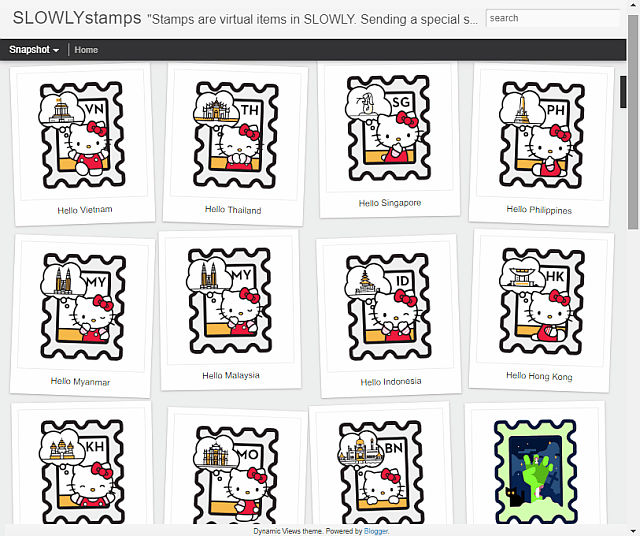 SLOWLYstamps "Stamps are virtual items in SLOWLY. Sending a special s...
search
Snapshot Home
VN
TH
SG
PH
Hello Vietnam
Hello Thailand
Hello Singapore
Hello Philippines
MY
MY
ID
HK
Hello Myanmar
Hello Malaysia
Hello Indonesia
Hello Hong Kong
KH
MO
BN
Dynamic Views theme. Powered by Blogger.